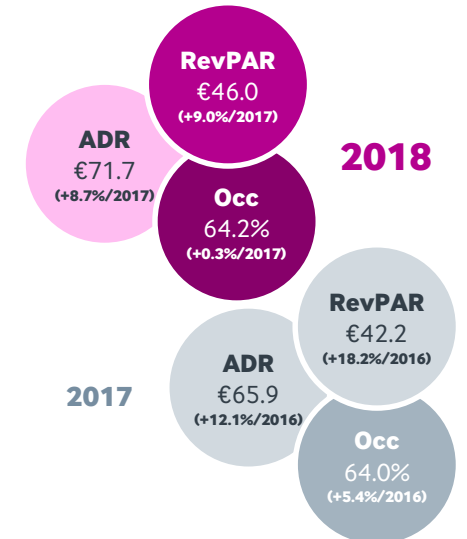 RevPAR
€46.0
(+9.0%/2017)
ADR
€71.7
(+8.7%/2017)
2018
Occ
64.2%
(+0.3%/2017)
RevPAR
€42.2
(+18.2%/2016)
ADR
€65.9
(+12.1%/2016)
2017
Occ
64.0%
(+5.4%/2016)